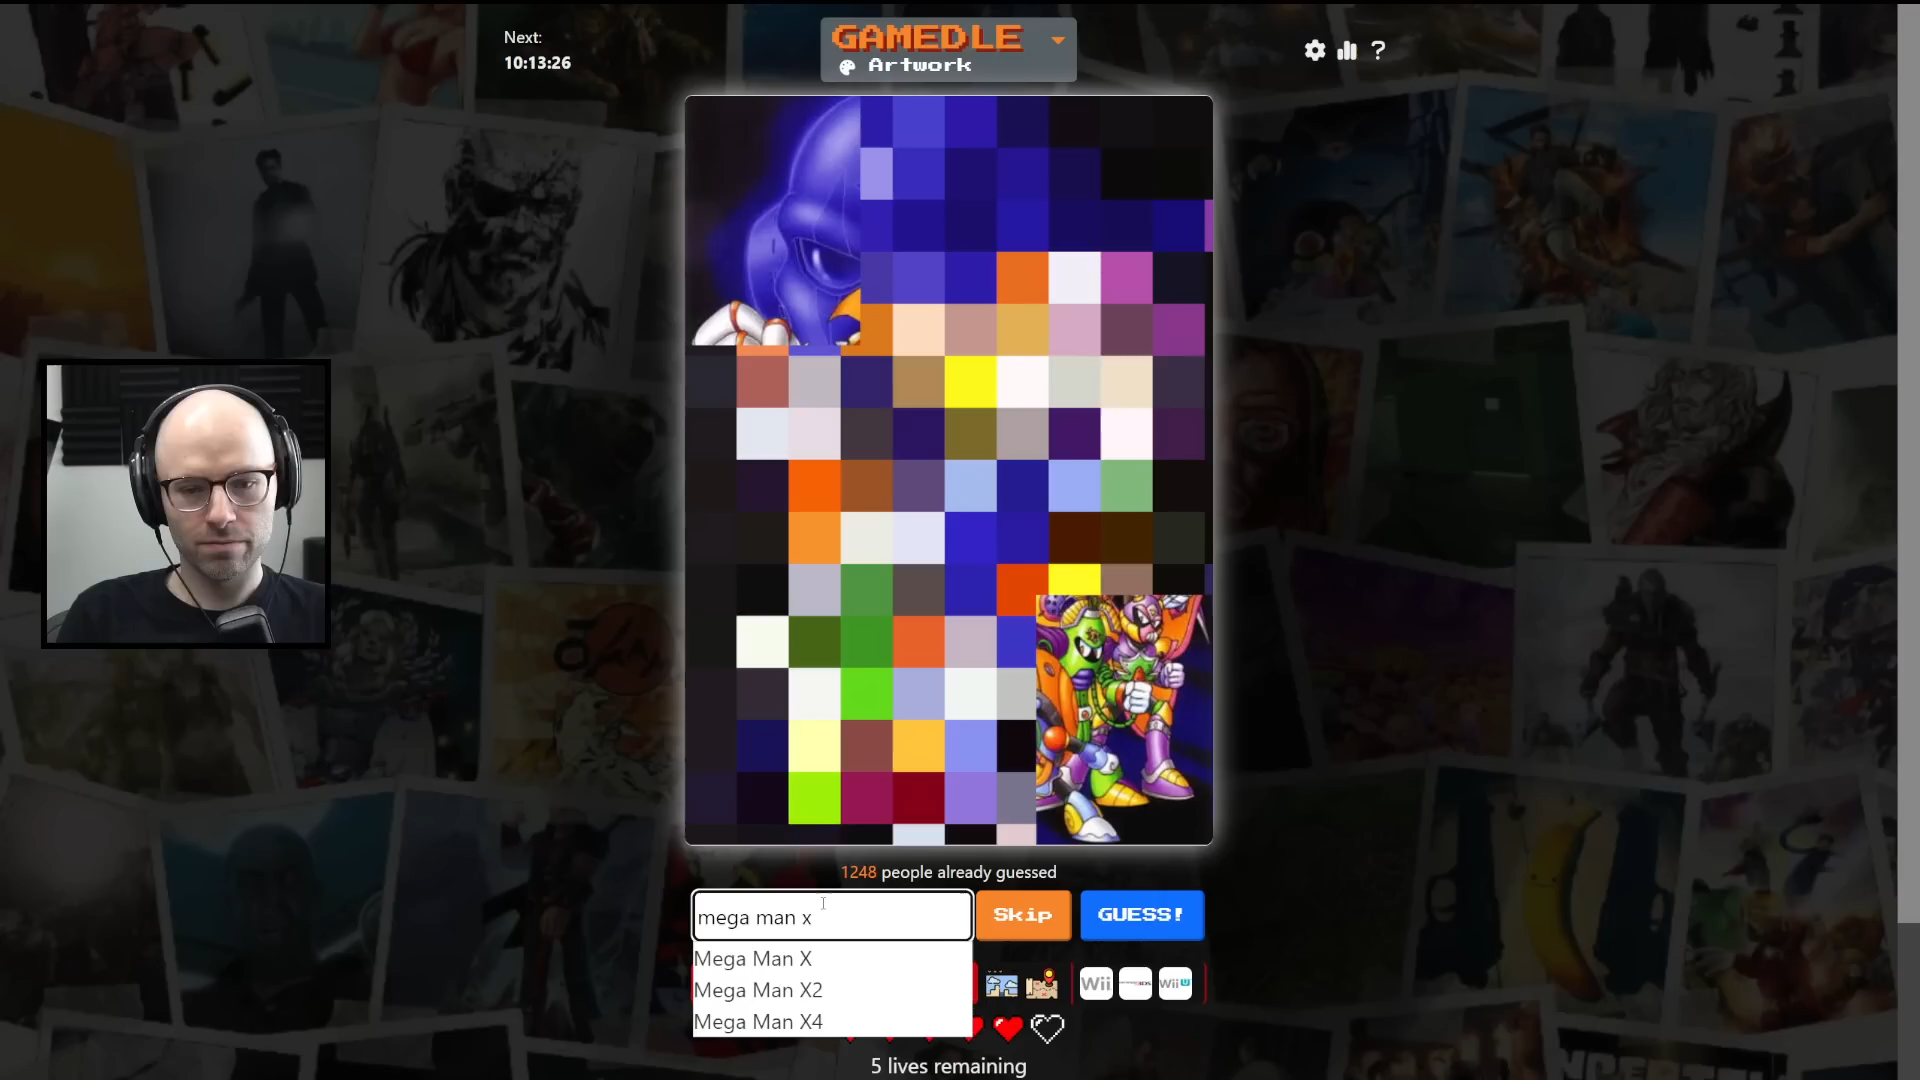 Next:
10:13:26
GAMEDLE
Artwork
1248 people already guessed
mega man x
Skip
GUESS!
Mega Man X
Mega Man X2
Mega Man X4
Wii
Wii U
5 lives remaining